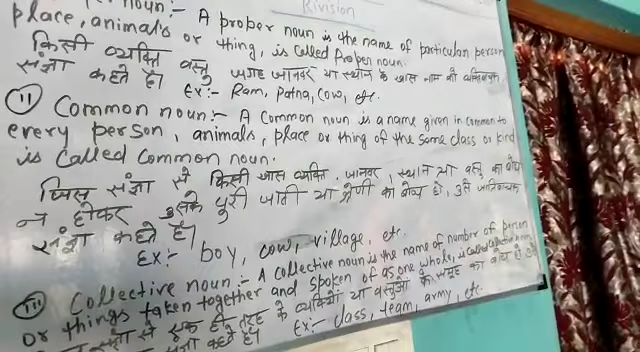 Rivision
noun:- A proper noun is the name of particular person
place, animals or thing, is called Proper noun.
किसी व्यक्ति वस्तु जगह जानवर या स्थान के खास नाम को व्यक्तिवाचक
संज्ञा कहते है।
Ex:- Ram, Patna, Cow, etc.
(ii) Common noun:- A Common noun is a name given in common to
every person, animals, place or thing of the same class or kind
is called Common noun.
जिस संज्ञा से किसी खास व्यक्ति, जानवर, स्थान या वस्तु का बोध
न होकर उसके पुरी जाती या श्रेणी का बोध हो, उसे जातिवाचक
संज्ञा कहते है।
Ex:- boy, cow, village, etc.
(iii) Collective noun:- A collective noun is the name of number of person
or things taken together and spoken of as one whole, is called Collective noun.
संज्ञा से एक ही तरह के व्यक्तियों या वस्तुओं के समूह का बोध हो
संज्ञा कहते है।
Ex:- class, team, army, etc.